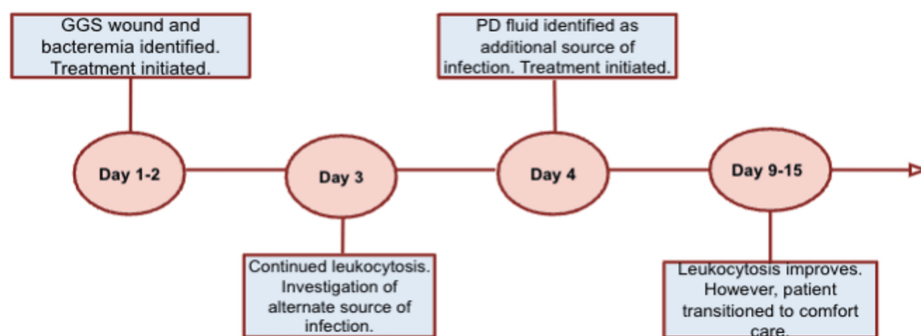 GGS wound and
bacteremia identified.
Treatment initiated.
PD fluid identified as
additional source of
infection. Treatment initiated.
Day 1-2
Day 3
Day 4
Day 9-15
Continued leukocytosis.
Investigation of
alternate source of
infection.
Leukocytosis improves.
However, patient
transitioned to comfort
care.